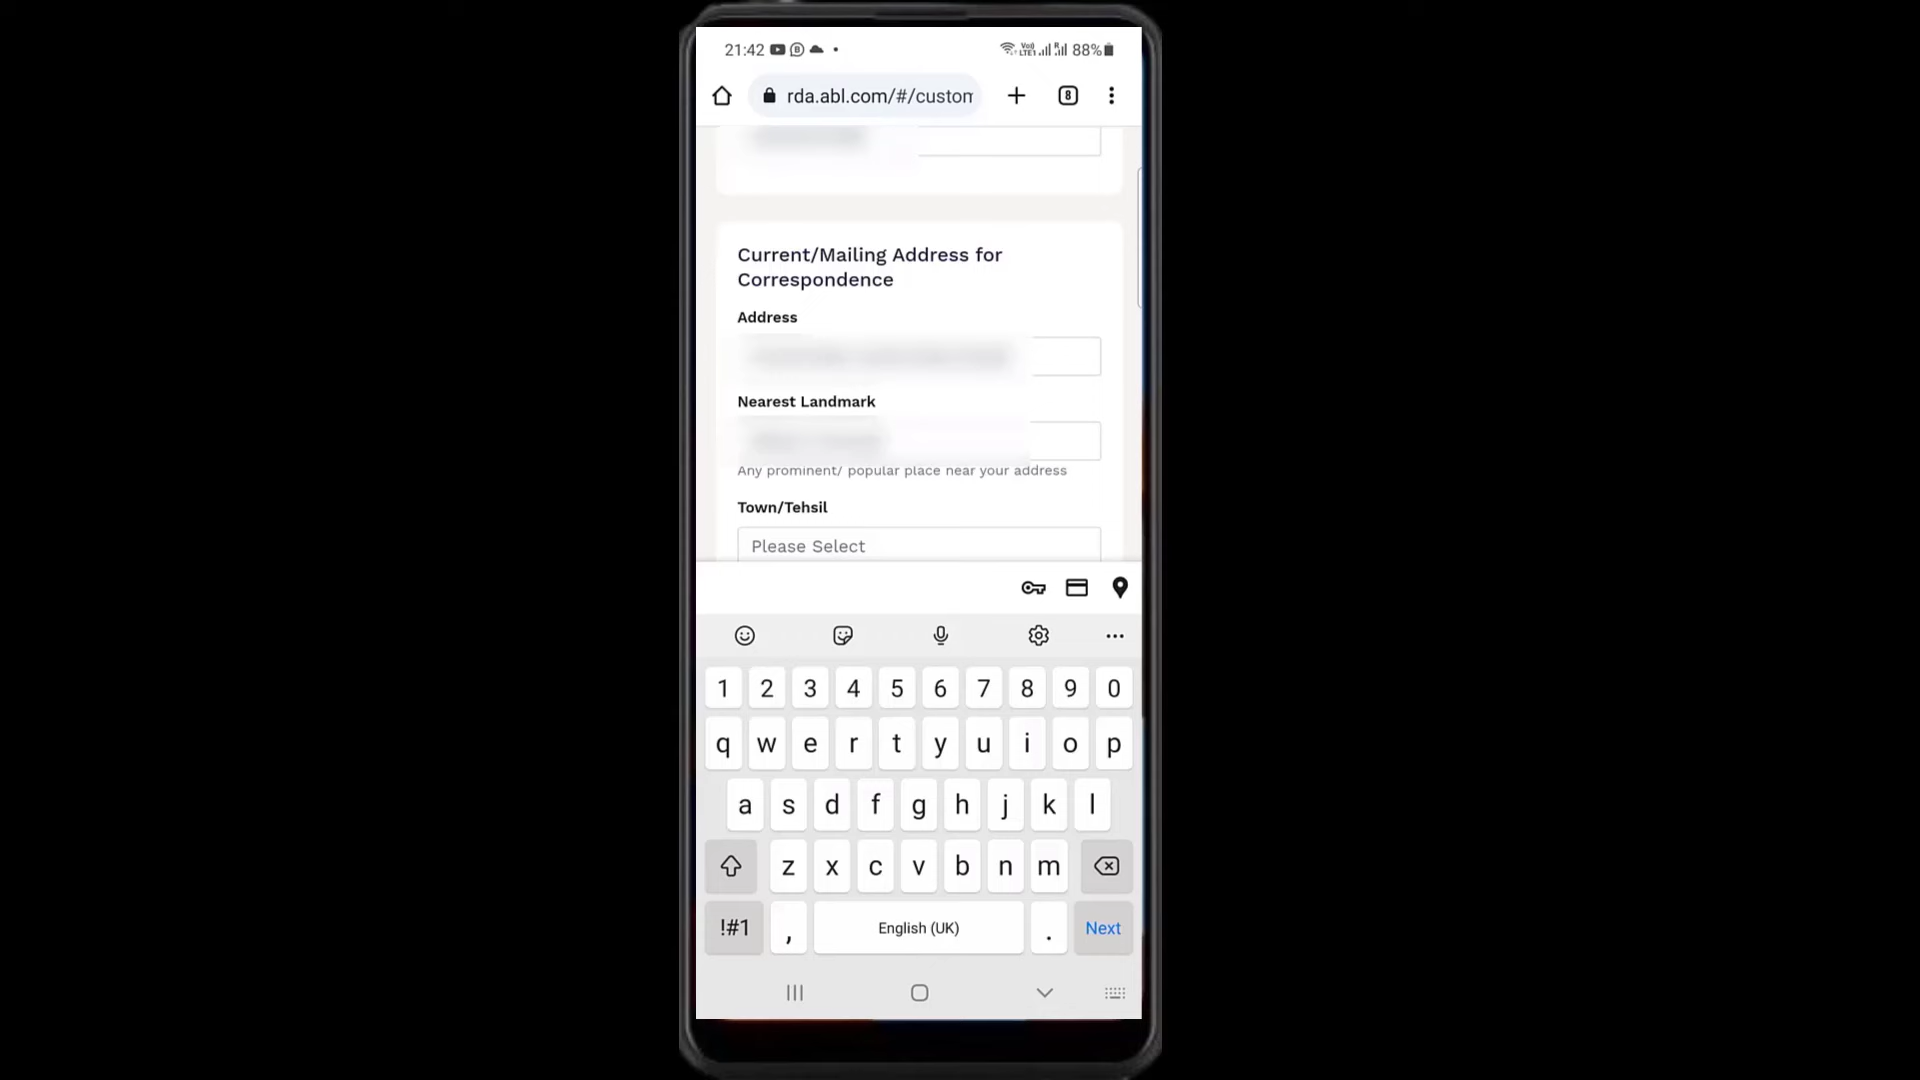 21:42
88%
rda.abl.com/#/custom
8
Current/Mailing Address for
Correspondence
Address
Nearest Landmark
Any prominent/ popular place near your address
Town/Tehsil
Please Select
1 2 3 4 5 6 7 8 9 0
q w e r t y u i o p
a s d f g h j k l
z x c v b n m
!#1 , English (UK) . Next